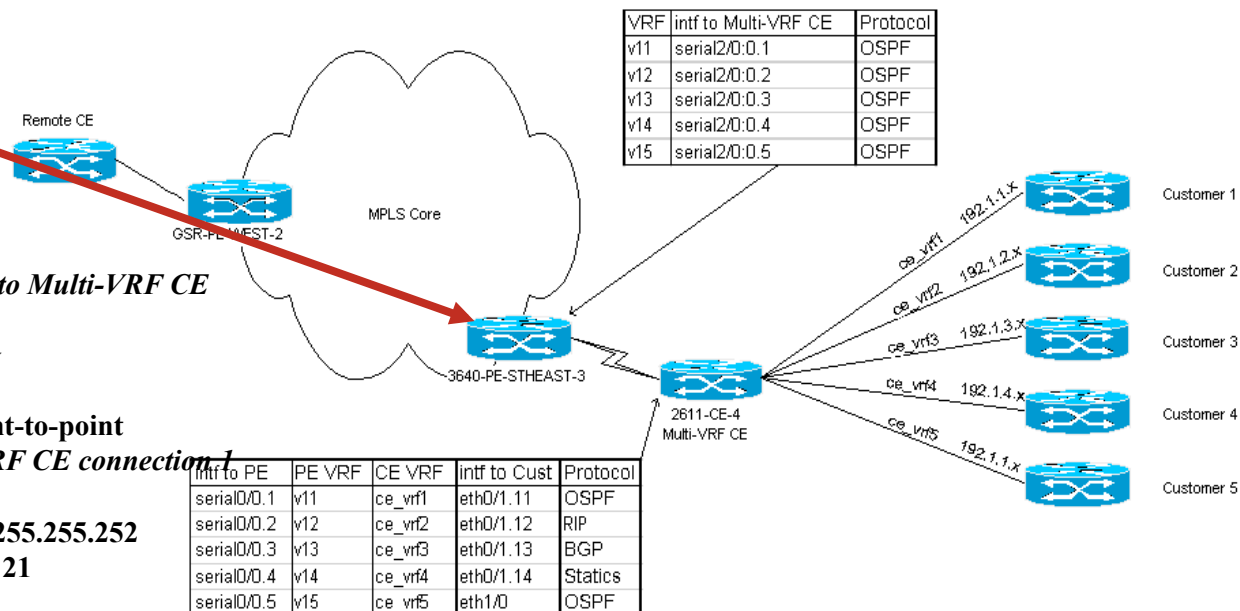 VRF intf to Multi-VRF CE Protocol
v11 serial2/0:0.1 OSPF
v12 serial2/0:0.2 OSPF
v13 serial2/0:0.3 OSPF
v14 serial2/0:0.4 OSPF
v15 serial2/0:0.5 OSPF
Remote CE
GSR-PE-WEST-2
MPLS Core
3640-PE-STHEAST-3
2611-CE-4
Multi-VRF CE
ce_vrf1 192.1.1.x
ce_vrf2 192.1.2.x
ce_vrf3 192.1.3.x
ce_vrf4 192.1.4.x
ce_vrf5 192.1.1.x
Customer 1
Customer 2
Customer 3
Customer 4
Customer 5
to Multi-VRF CE
nt-to-point
RF CE connection 1
255.255.252
21
intf to PE PE VRF CE VRF intf to Cust Protocol
serial0/0.1 v11 ce_vrf1 eth0/1.11 OSPF
serial0/0.2 v12 ce_vrf2 eth0/1.12 RIP
serial0/0.3 v13 ce_vrf3 eth0/1.13 BGP
serial0/0.4 v14 ce_vrf4 eth0/1.14 Statics
serial0/0.5 v15 ce_vrf5 eth1/0 OSPF